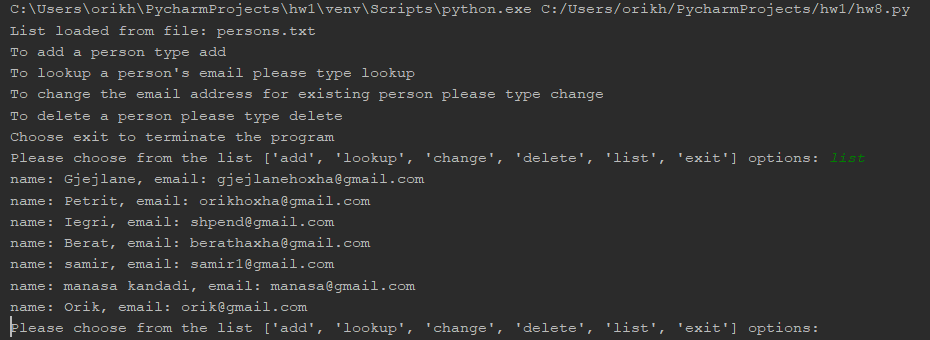 C:\Users\orikh\PycharmProjects\hw1\venv\Scripts\python.exe C:/Users/orikh/PycharmProjects/hw1/hw8.py
List loaded from file: persons.txt
To add a person type add
To lookup a person's email please type lookup
To change the email address for existing person please type change
To delete a person please type delete
Choose exit to terminate the program
Please choose from the list ['add', 'lookup', 'change', 'delete', 'list', 'exit'] options: list
name: Gjejlane, email: gjejlanehoxha@gmail.com
name: Petrit, email: orikhoxha@gmail.com
name: Iegri, email: shpend@gmail.com
name: Berat, email: berathaxha@gmail.com
name: samir, email: samir1@gmail.com
name: manasa kandadi, email: manasa@gmail.com
name: Orik, email: orik@gmail.com
Please choose from the list ['add', 'lookup', 'change', 'delete', 'list', 'exit'] options: